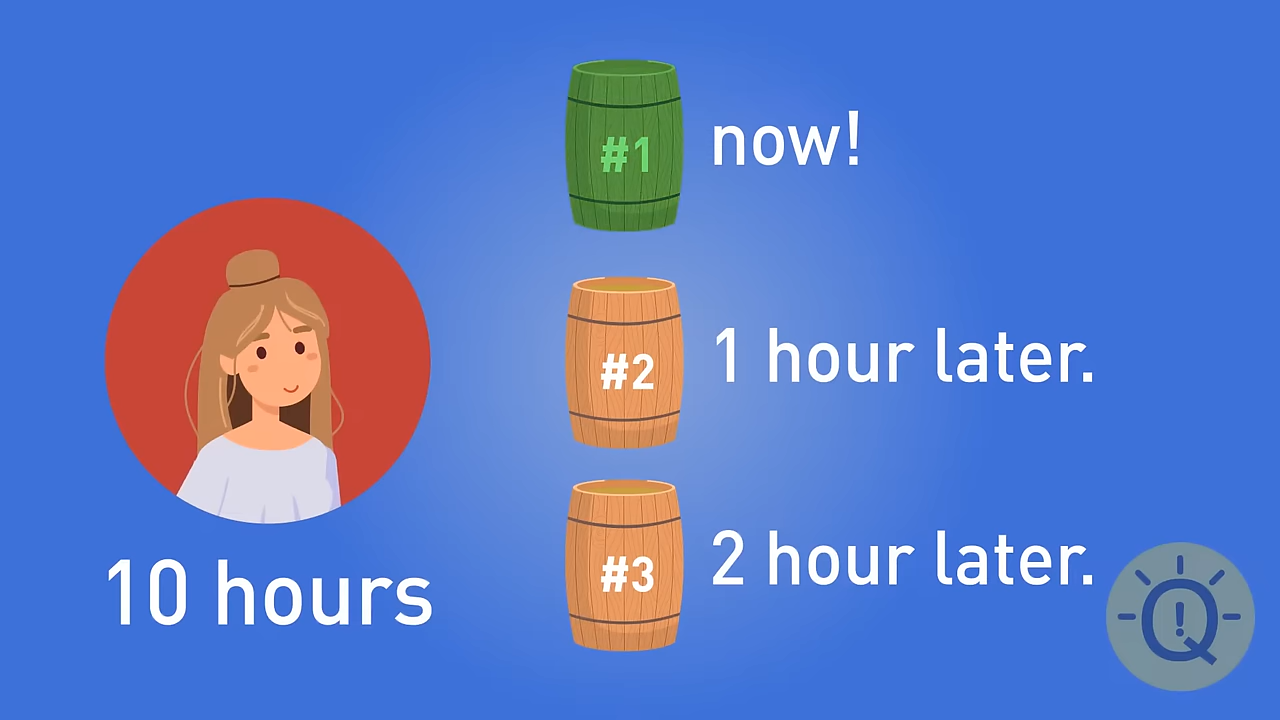 #1 now!
#2 1 hour later.
#3 2 hour later.
10 hours
Q!